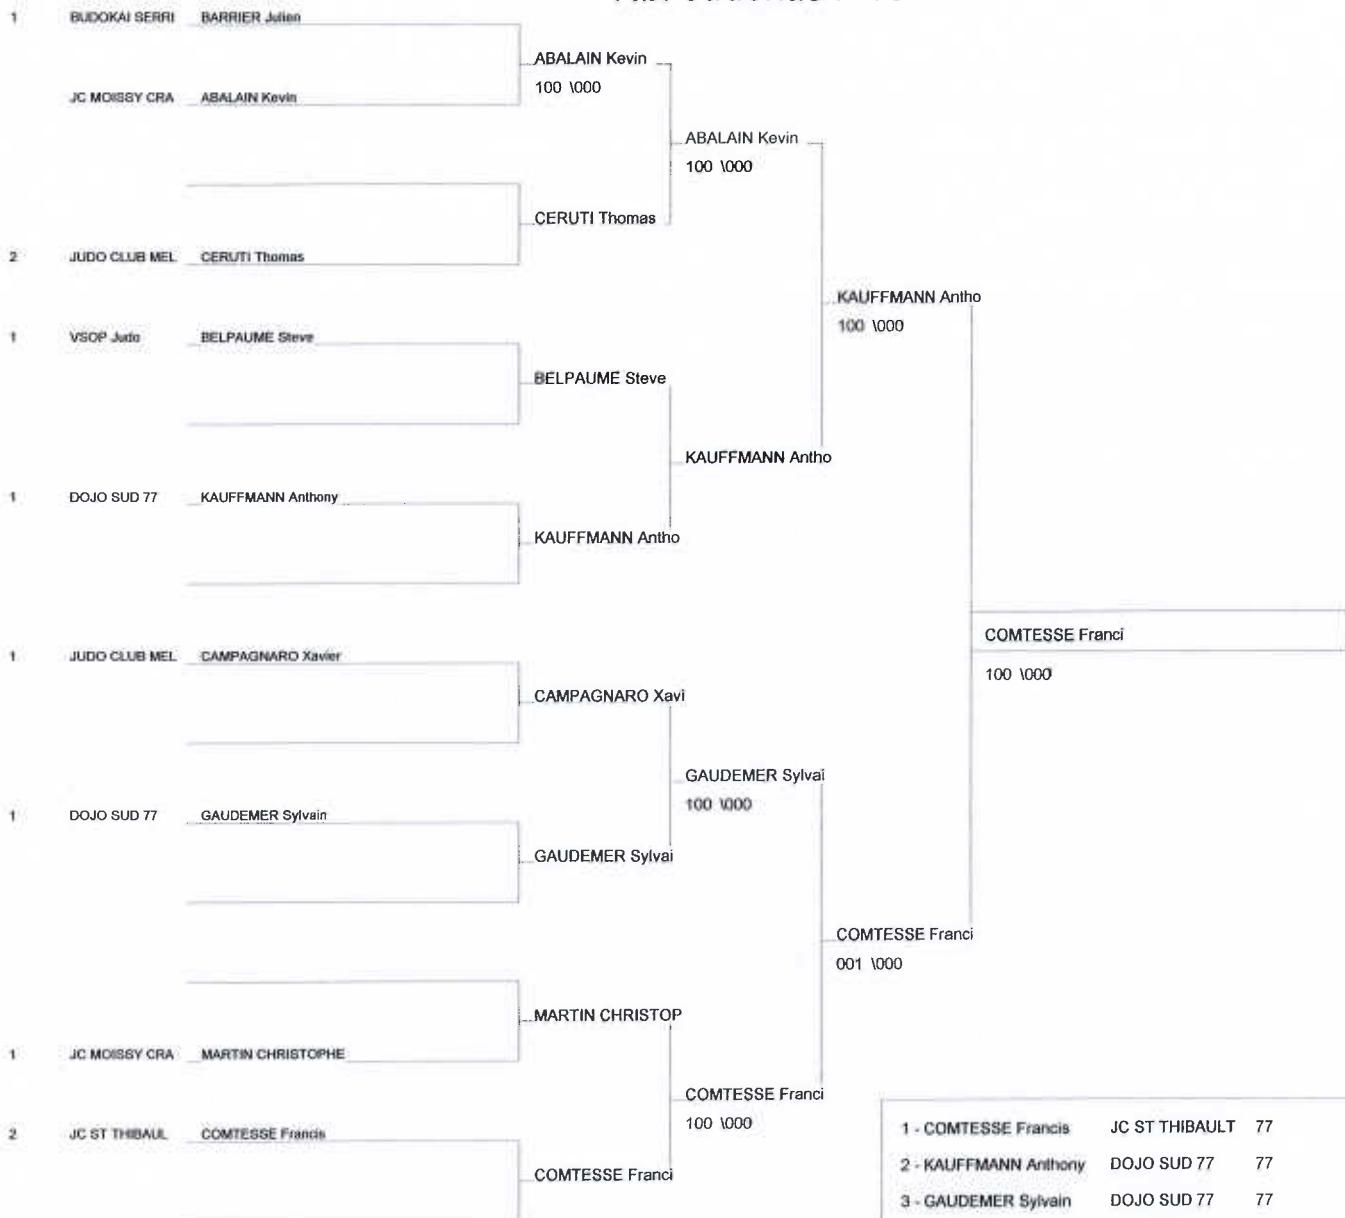 1 BUDOKAI SERRI BARRIER Julien
ABALAIN Kevin
100 \000
JC MOISSY CRA ABALAIN Kevin
ABALAIN Kevin
100 \000
CERUTI Thomas
2 JUDO CLUB MEL CERUTI Thomas
KAUFFMANN Antho
100 \000
1 VSOP Judo BELPAUME Steve
BELPAUME Steve
KAUFFMANN Antho
1 DOJO SUD 77 KAUFFMANN Anthony
KAUFFMANN Antho
COMTESSE Franci
100 \000
1 JUDO CLUB MEL CAMPAGNARO Xavier
CAMPAGNARO Xavi
GAUDEMER Sylvai
100 \000
1 DOJO SUD 77 GAUDEMER Sylvain
GAUDEMER Sylvai
COMTESSE Franci
001 \000
MARTIN CHRISTOP
1 JC MOISSY CRA MARTIN CHRISTOPHE
COMTESSE Franci
100 \000
2 JC ST THIBAUL COMTESSE Francis
COMTESSE Franci
1 - COMTESSE Francis JC ST THIBAULT 77
2 - KAUFFMANN Anthony DOJO SUD 77 77
3 - GAUDEMER Sylvain DOJO SUD 77 77